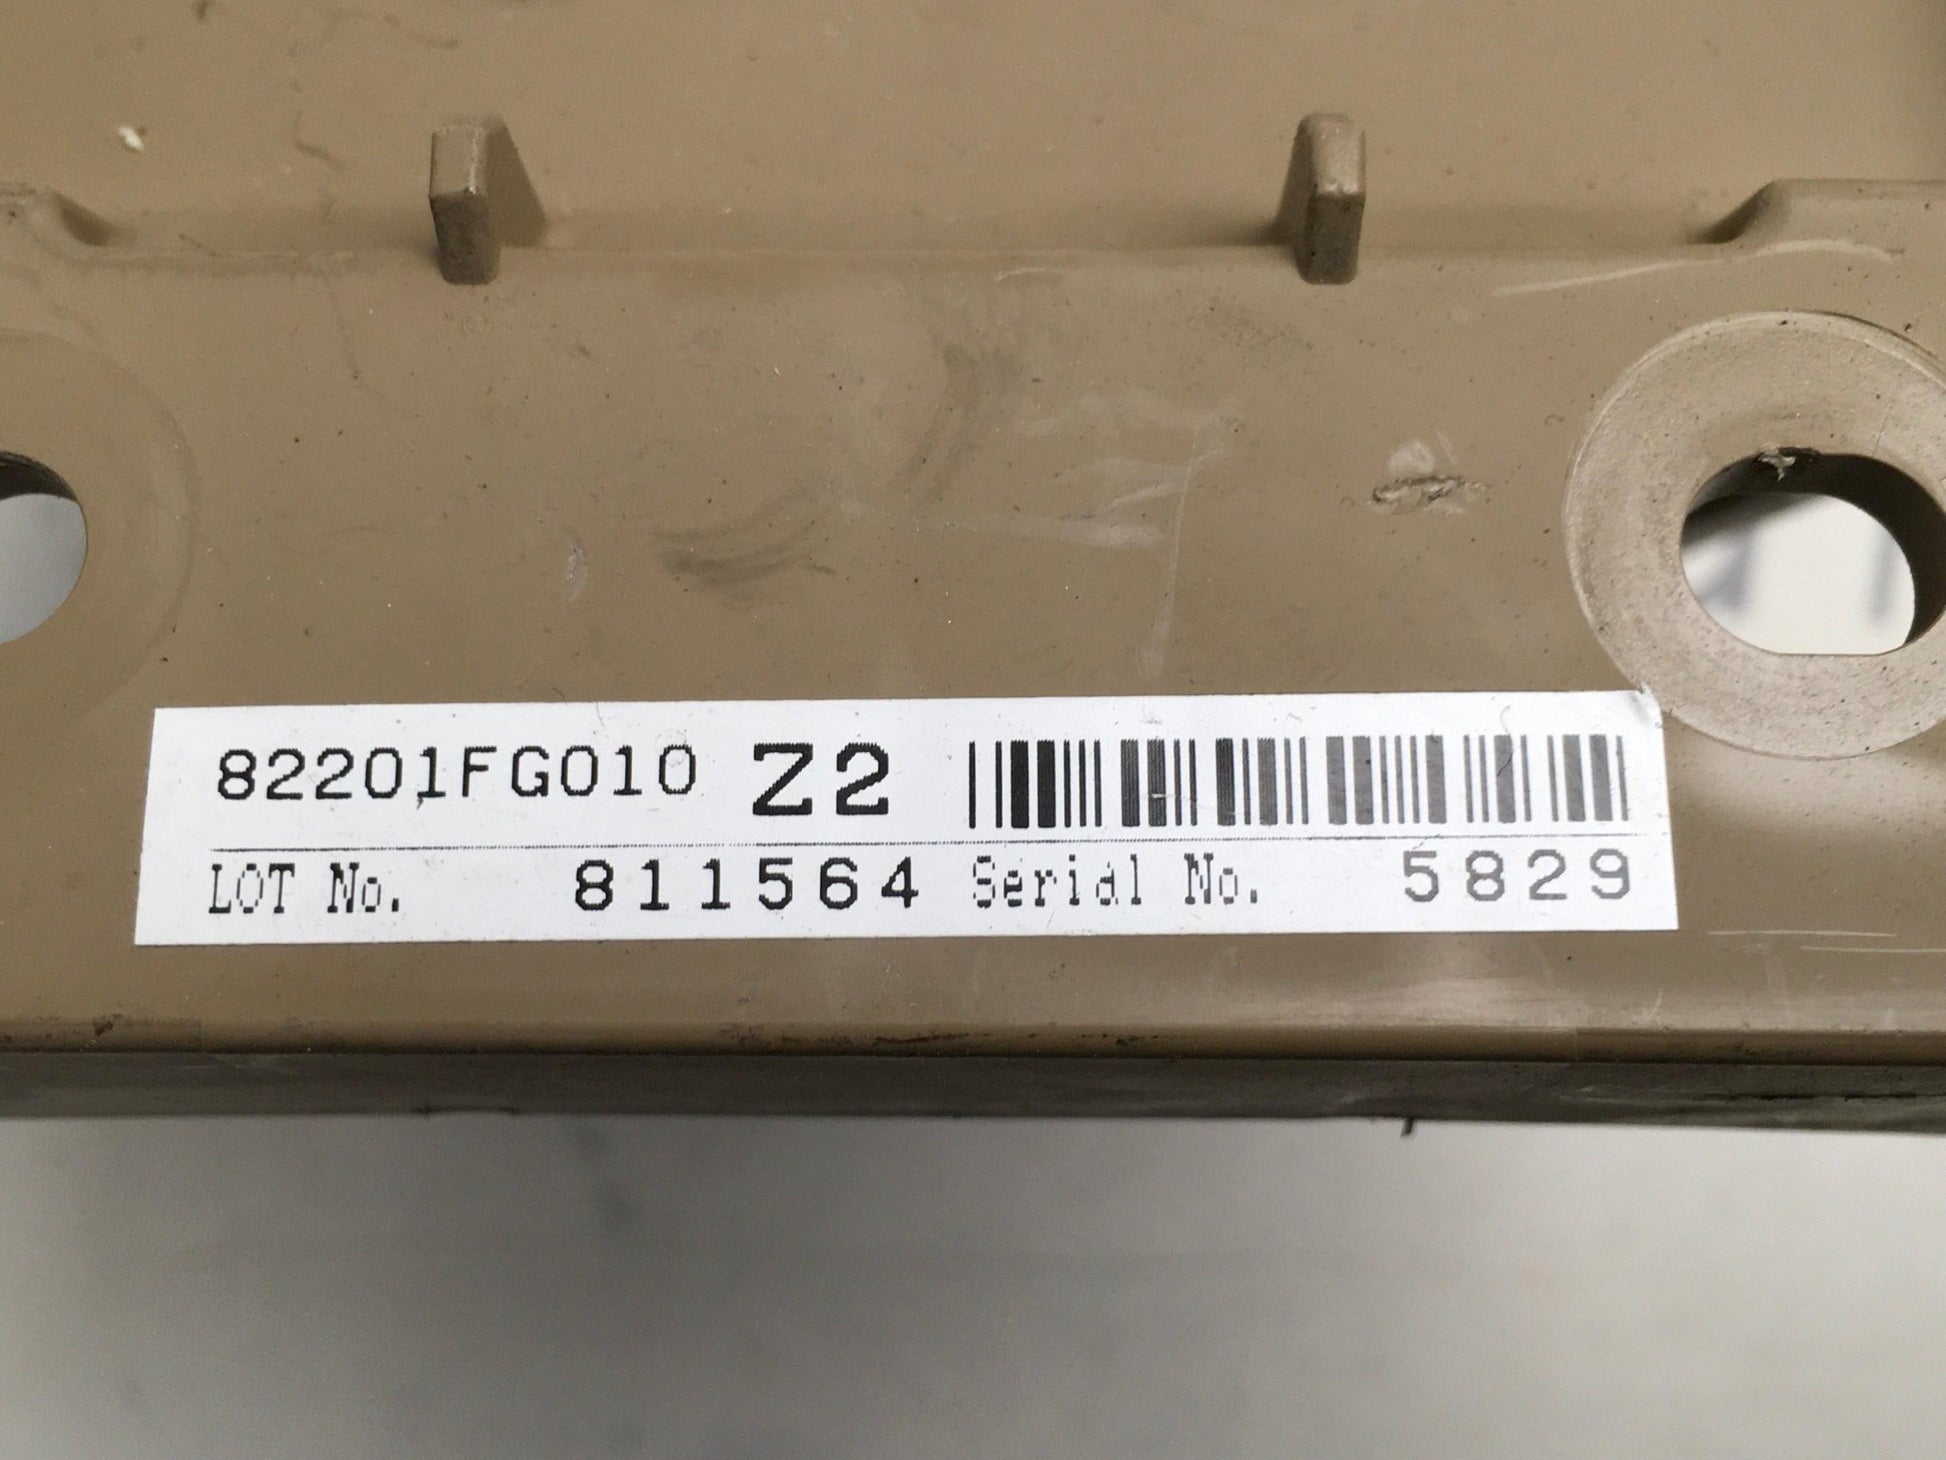 82201FG010 Z2
LOT No. 811564 Serial No. 5829